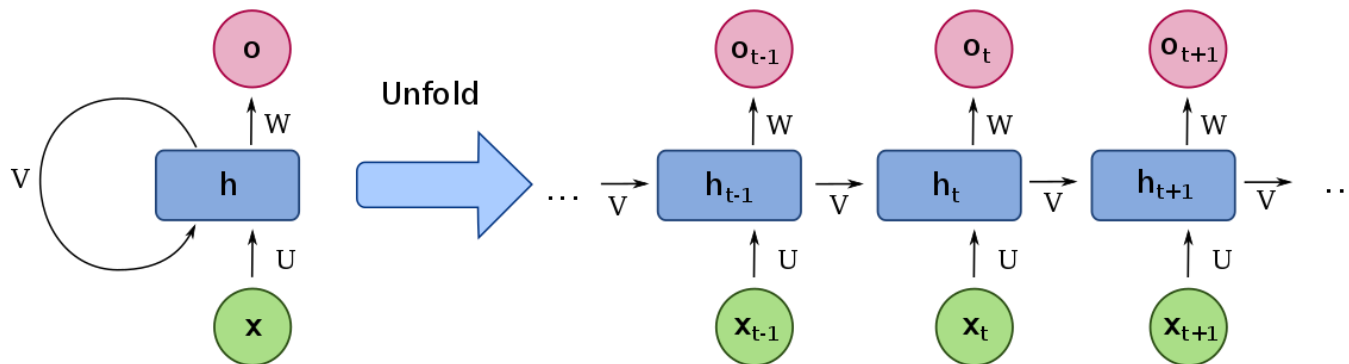 o
o_{t-1}
o_t
o_{t+1}
Unfold
W
W
W
W
V
h
...
V
h_{t-1}
V
h_t
V
h_{t+1}
V
..
U
U
U
U
x
x_{t-1}
x_t
x_{t+1}